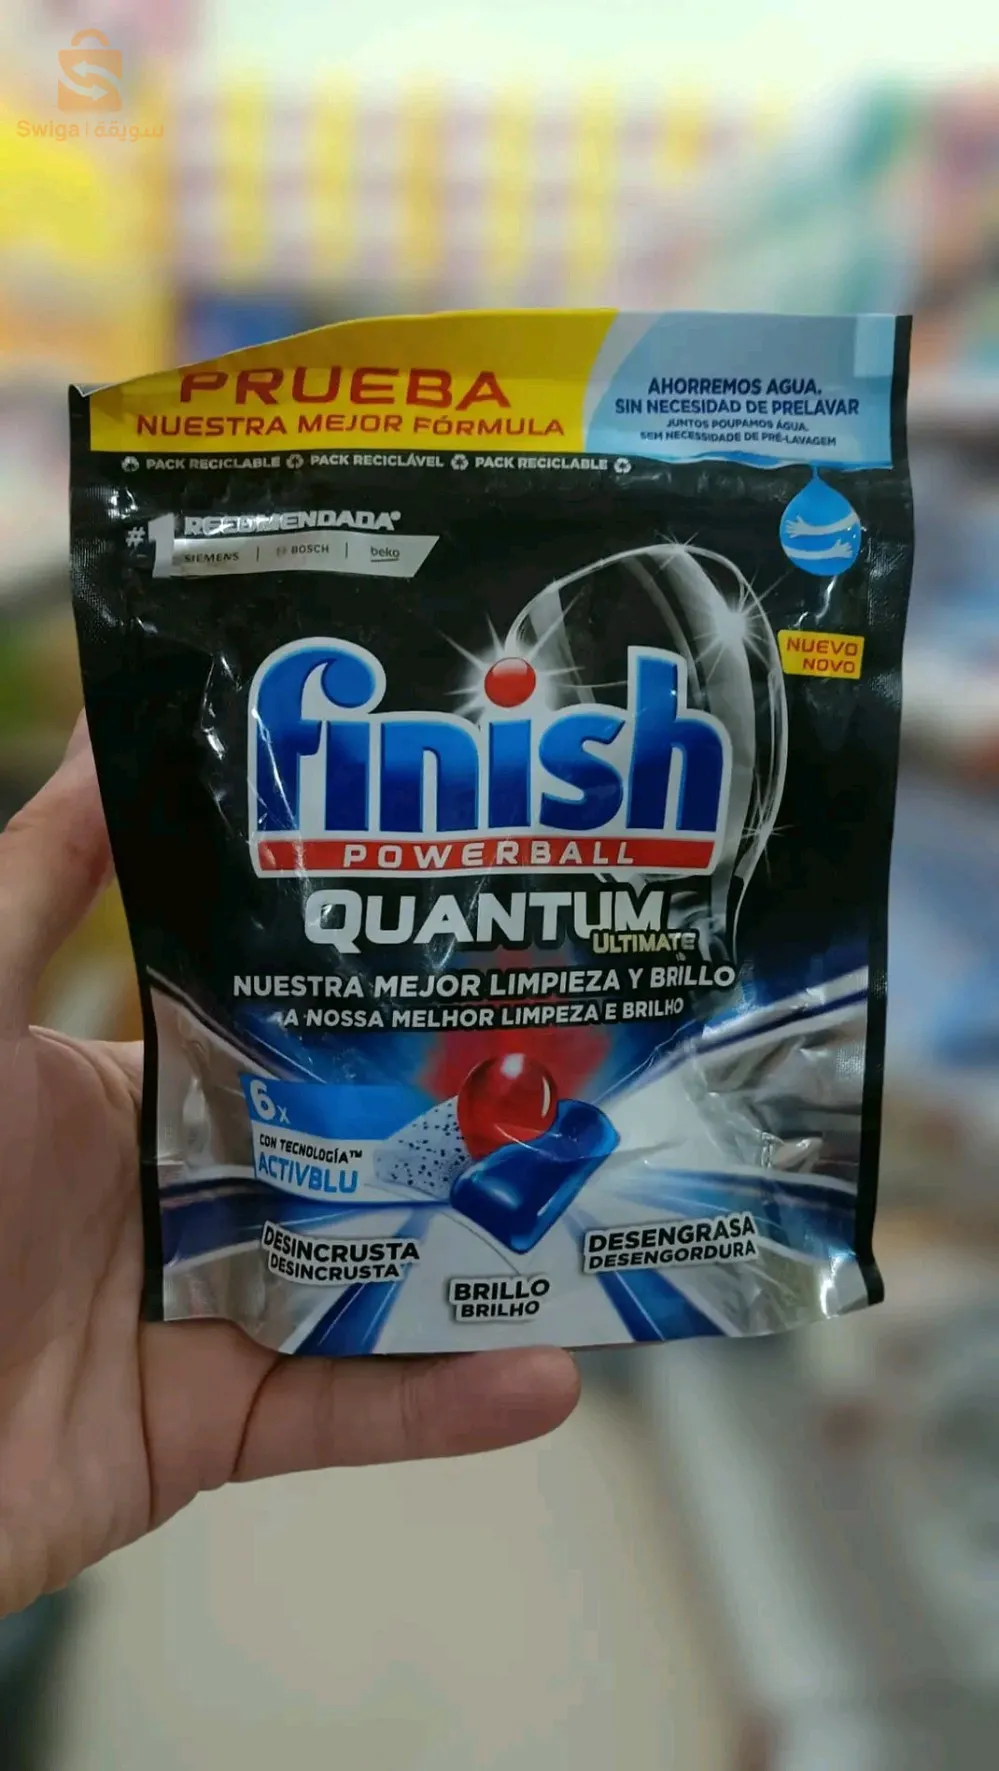 Swiga | سويقة
PRUEBA
NUESTRA MEJOR FÓRMULA
AHORREMOS AGUA.
SIN NECESIDAD DE PRELAVAR
JUNTOS POUPAMOS ÁGUA.
SEM NECESSIDADE DE PRÉ-LAVAGEM
PACK RECICLABLE PACK RECICLÁVEL PACK RECICLABLE
#1 RECOMENDADA*
SIEMENS | BOSCH | beko
NUEVO
NOVO
finish
POWERBALL
QUANTUM
ULTIMATE
NUESTRA MEJOR LIMPIEZA Y BRILLO
A NOSSA MELHOR LIMPEZA E BRILHO
6x
CON TECNOLOGÍA™
ACTIVBLU
DESINCRUSTA
DESINCRUSTA
DESENGRASA
DESENGORDURA
BRILLO
BRILHO